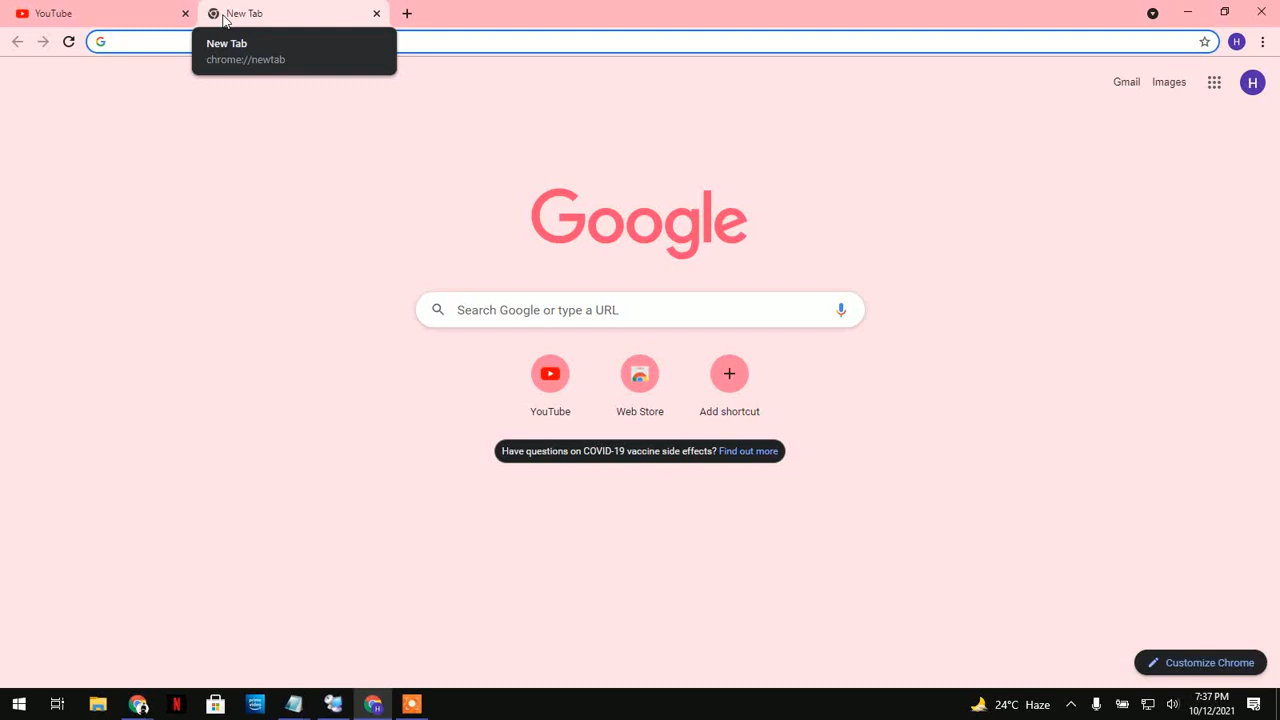 YouTube
New Tab
New Tab
chrome://newtab
H
Gmail
Images
H
Google
Search Google or type a URL
YouTube
Web Store
Add shortcut
Have questions on COVID-19 vaccine side effects? Find out more
Customize Chrome
24°C Haze
7:37 PM
10/12/2021